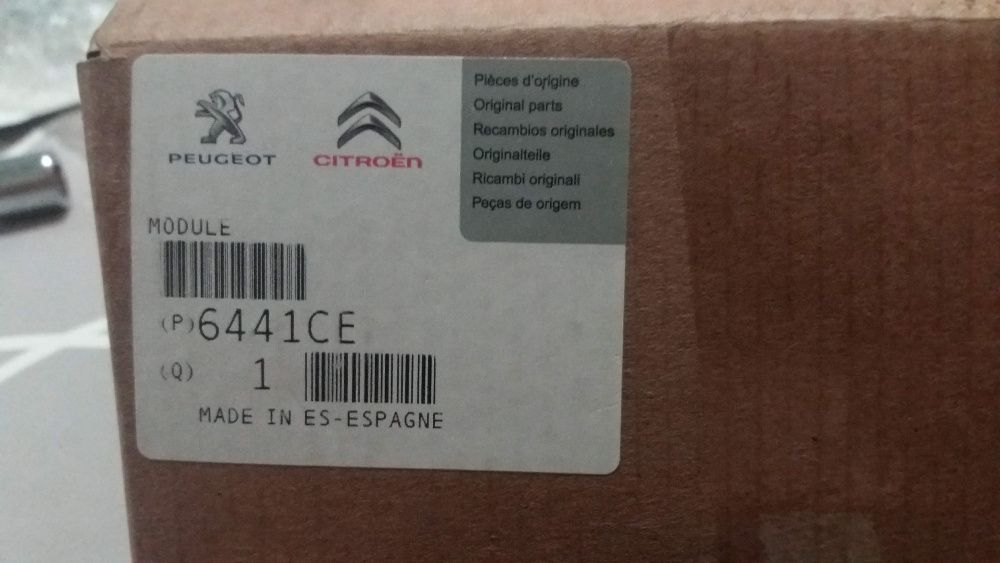 PEUGEOT
CITROËN
Pièces d'origine
Original parts
Recambios originales
Originalteile
Ricambi originali
Peças de origem
MODULE
(P) 6441CE
(Q) 1
MADE IN ES-ESPAGNE